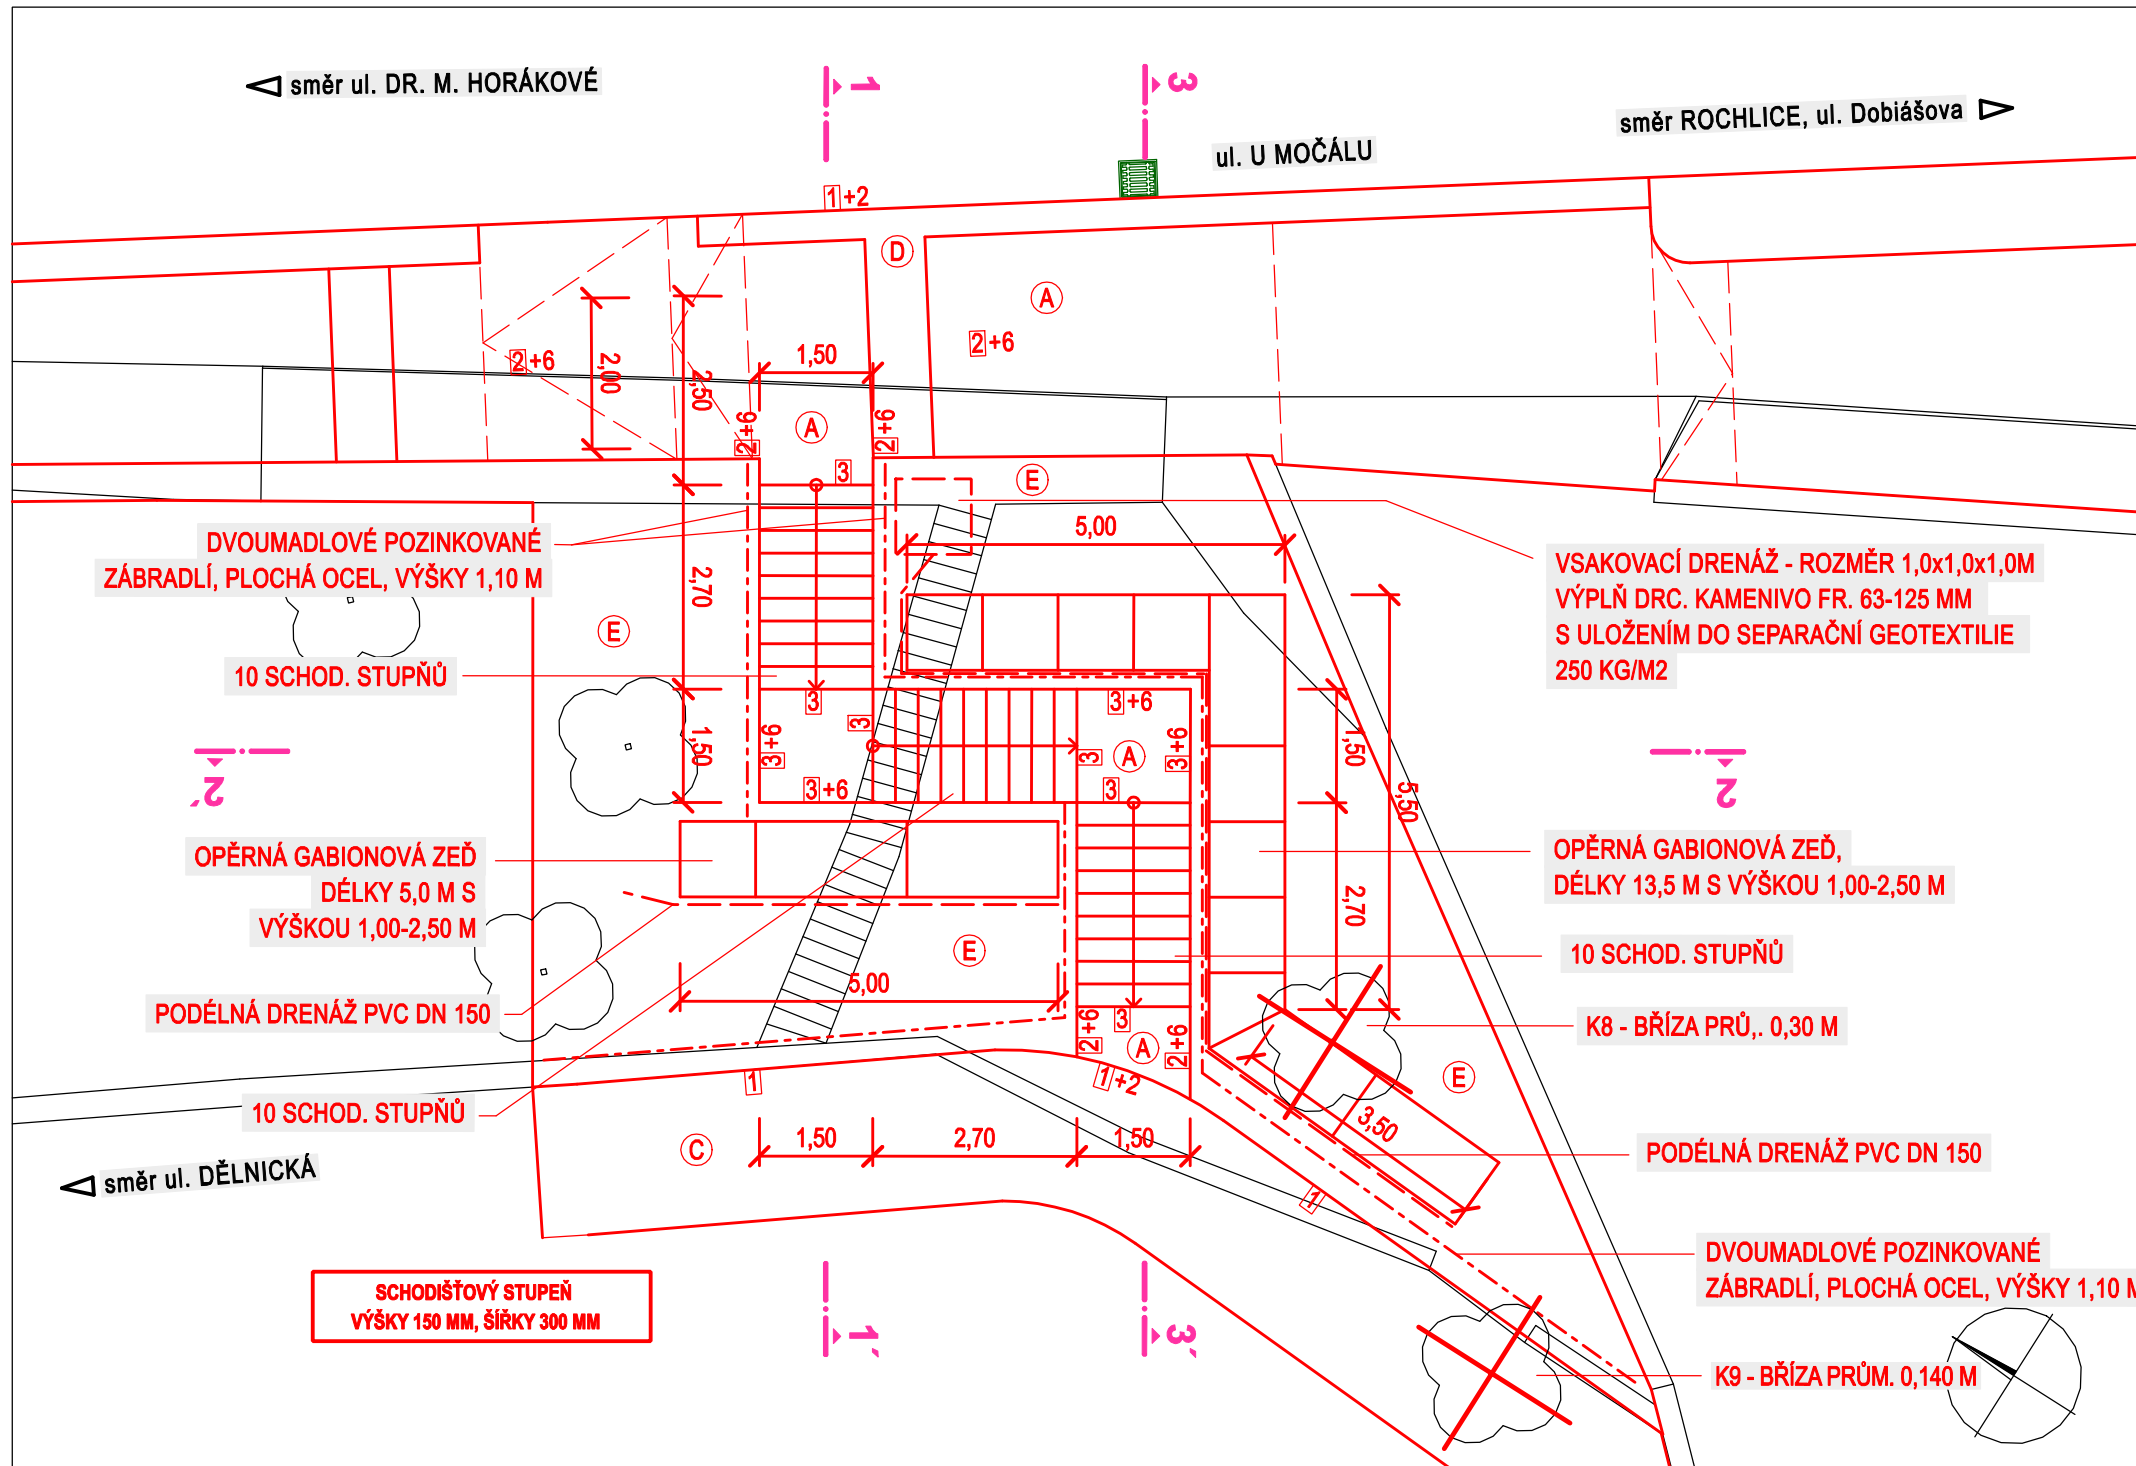 směr ul. DR. M. HORÁKOVÉ
1
3
směr ROCHLICE, ul. Dobiášova
ul. U MOČÁLU
1+2
D
A
2+6
2+6
2,00
2,50
1,50
A
2+6
2+6
3
E
5,00
DVOUMADLOVÉ POZINKOVANÉ
ZÁBRADLÍ, PLOCHÁ OCEL, VÝŠKY 1,10 M
2,70
E
VSAKOVACÍ DRENÁŽ - ROZMĚR 1,0x1,0x1,0M
VÝPLŇ DRC. KAMENIVO FR. 63-125 MM
S ULOŽENÍM DO SEPARAČNÍ GEOTEXTILIE
250 KG/M2
10 SCHOD. STUPŇŮ
3
3
3+6
1,50
3+6
3+6
3
A
3+6
3
1,50
5,50
2´
2
OPĚRNÁ GABIONOVÁ ZEĎ
DÉLKY 5,0 M S
VÝŠKOU 1,00-2,50 M
OPĚRNÁ GABIONOVÁ ZEĎ,
DÉLKY 13,5 M S VÝŠKOU 1,00-2,50 M
2,70
E
5,00
10 SCHOD. STUPŇŮ
PODÉLNÁ DRENÁŽ PVC DN 150
K8 - BŘÍZA PRŮ,. 0,30 M
2+6
3
A
2+6
E
1
1+2
10 SCHOD. STUPŇŮ
3,50
C
1,50
2,70
1,50
PODÉLNÁ DRENÁŽ PVC DN 150
směr ul. DĚLNICKÁ
1
DVOUMADLOVÉ POZINKOVANÉ
ZÁBRADLÍ, PLOCHÁ OCEL, VÝŠKY 1,10 M
SCHODIŠŤOVÝ STUPEŇ
VÝŠKY 150 MM, ŠÍŘKY 300 MM
1´
3´
K9 - BŘÍZA PRŮM. 0,140 M